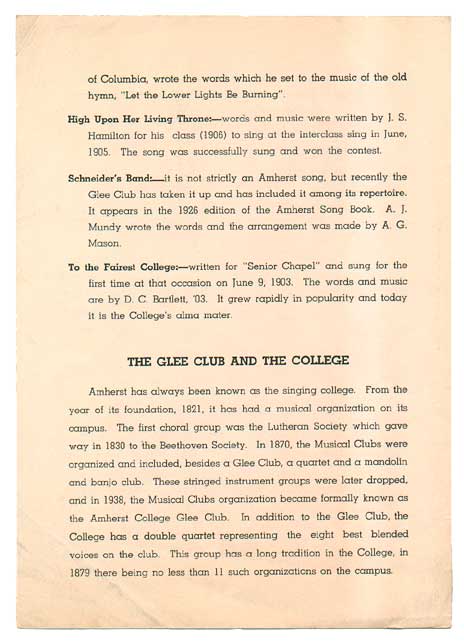 of Columbia, wrote the words which he set to the music of the old
hymn, "Let the Lower Lights Be Burning".
High Upon Her Living Throne:—words and music were written by J. S.
Hamilton for his class (1906) to sing at the interclass sing in June,
1905. The song was successfully sung and won the contest.
Schneider's Band:—it is not strictly an Amherst song, but recently the
Glee Club has taken it up and has included it among its repertoire.
It appears in the 1926 edition of the Amherst Song Book. A. J.
Mundy wrote the words and the arrangement was made by A. G.
Mason.
To the Fairest College:—written for "Senior Chapel" and sung for the
first time at that occasion on June 9, 1903. The words and music
are by D. C. Bartlett, '03. It grew rapidly in popularity and today
it is the College's alma mater.
THE GLEE CLUB AND THE COLLEGE
Amherst has always been known as the singing college. From the
year of its foundation, 1821, it has had a musical organization on its
campus. The first choral group was the Lutheran Society which gave
way in 1830 to the Beethoven Society. In 1870, the Musical Clubs were
organized and included, besides a Glee Club, a quartet and a mandolin
and banjo club. These stringed instrument groups were later dropped,
and in 1938, the Musical Clubs organization became formally known as
the Amherst College Glee Club. In addition to the Glee Club, the
College has a double quartet representing the eight best blended
voices on the club. This group has a long tradition in the College, in
1879 there being no less than 11 such organizations on the campus.